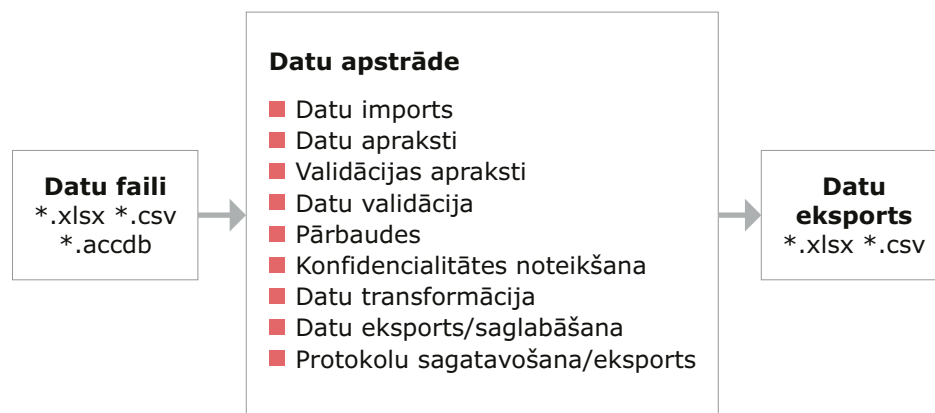 Datu faili
*.xlsx *.csv
*.accdb
Datu apstrāde
Datu imports
Datu apraksti
Validācijas apraksti
Datu validācija
Pārbaudes
Konfidencialitātes noteikšana
Datu transformācija
Datu eksports/saglabāšana
Protokolu sagatavošana/eksports
Datu
eksports
*.xlsx *.csv